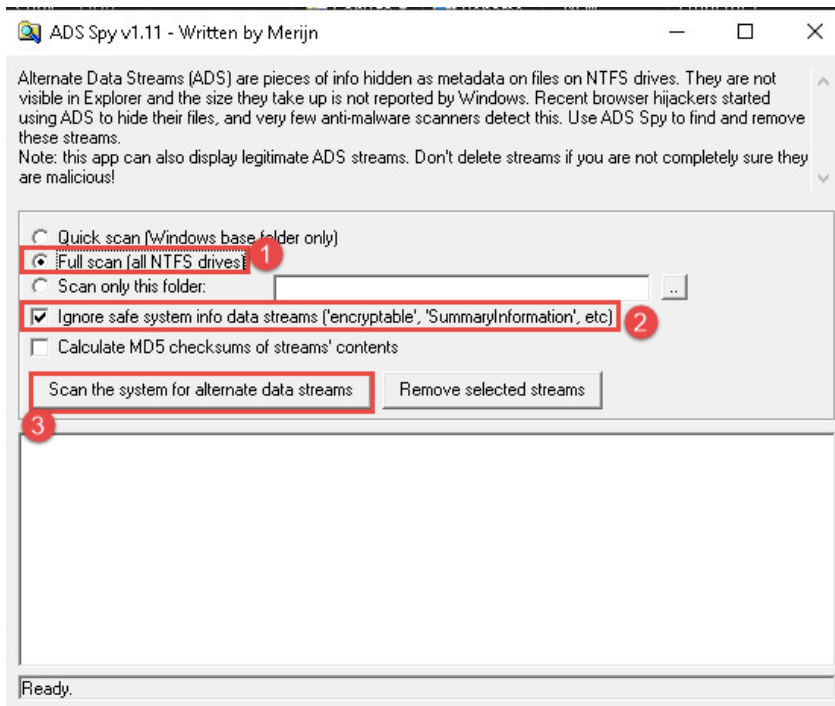 ADS Spy v1.11 - Written by Merijn
Alternate Data Streams (ADS) are pieces of info hidden as metadata on files on NTFS drives. They are not
visible in Explorer and the size they take up is not reported by Windows. Recent browser hijackers started
using ADS to hide their files, and very few anti-malware scanners detect this. Use ADS Spy to find and remove
these streams.
Note: this app can also display legitimate ADS streams. Don't delete streams if you are not completely sure they
are malicious!
Quick scan (Windows base folder only)
Full scan (all NTFS drives)
1
Scan only this folder:
..
Ignore safe system info data streams ('encryptable', 'SummaryInformation', etc)
2
Calculate MD5 checksums of streams' contents
Scan the system for alternate data streams
Remove selected streams
3
Ready.